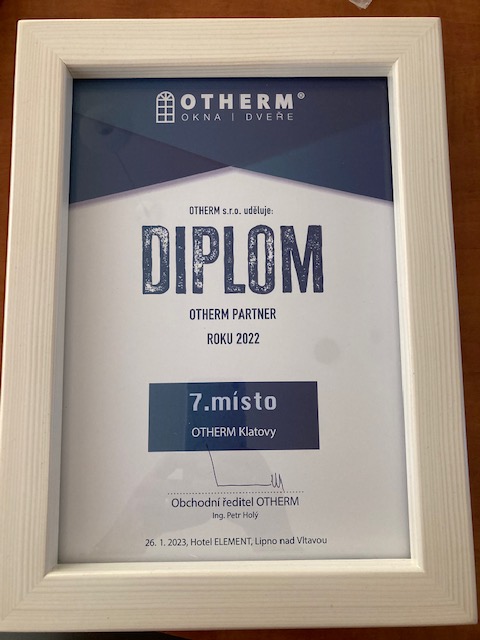 OTHERM®
OKNA | DVEŘE
OTHERM s.r.o. uděluje:
DIPLOM
OTHERM PARTNER
ROKU 2022
7.místo
OTHERM Klatovy
Obchodní ředitel OTHERM
Ing. Petr Holý
26. 1. 2023, Hotel ELEMENT, Lipno nad Vltavou